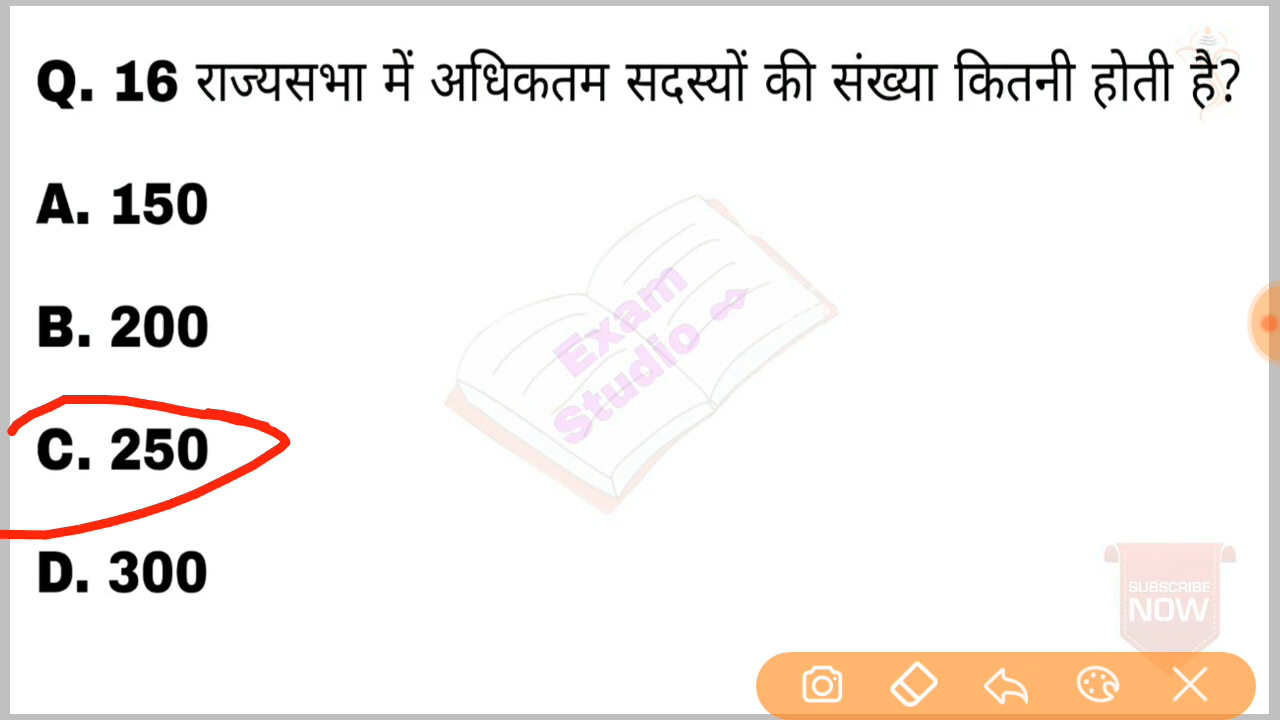 Q. 16 राज्यसभा में अधिकतम सदस्यों की संख्या कितनी होती है?
A. 150
B. 200
Exam
Studio
C. 250
D. 300
SUBSCRIBE
NOW